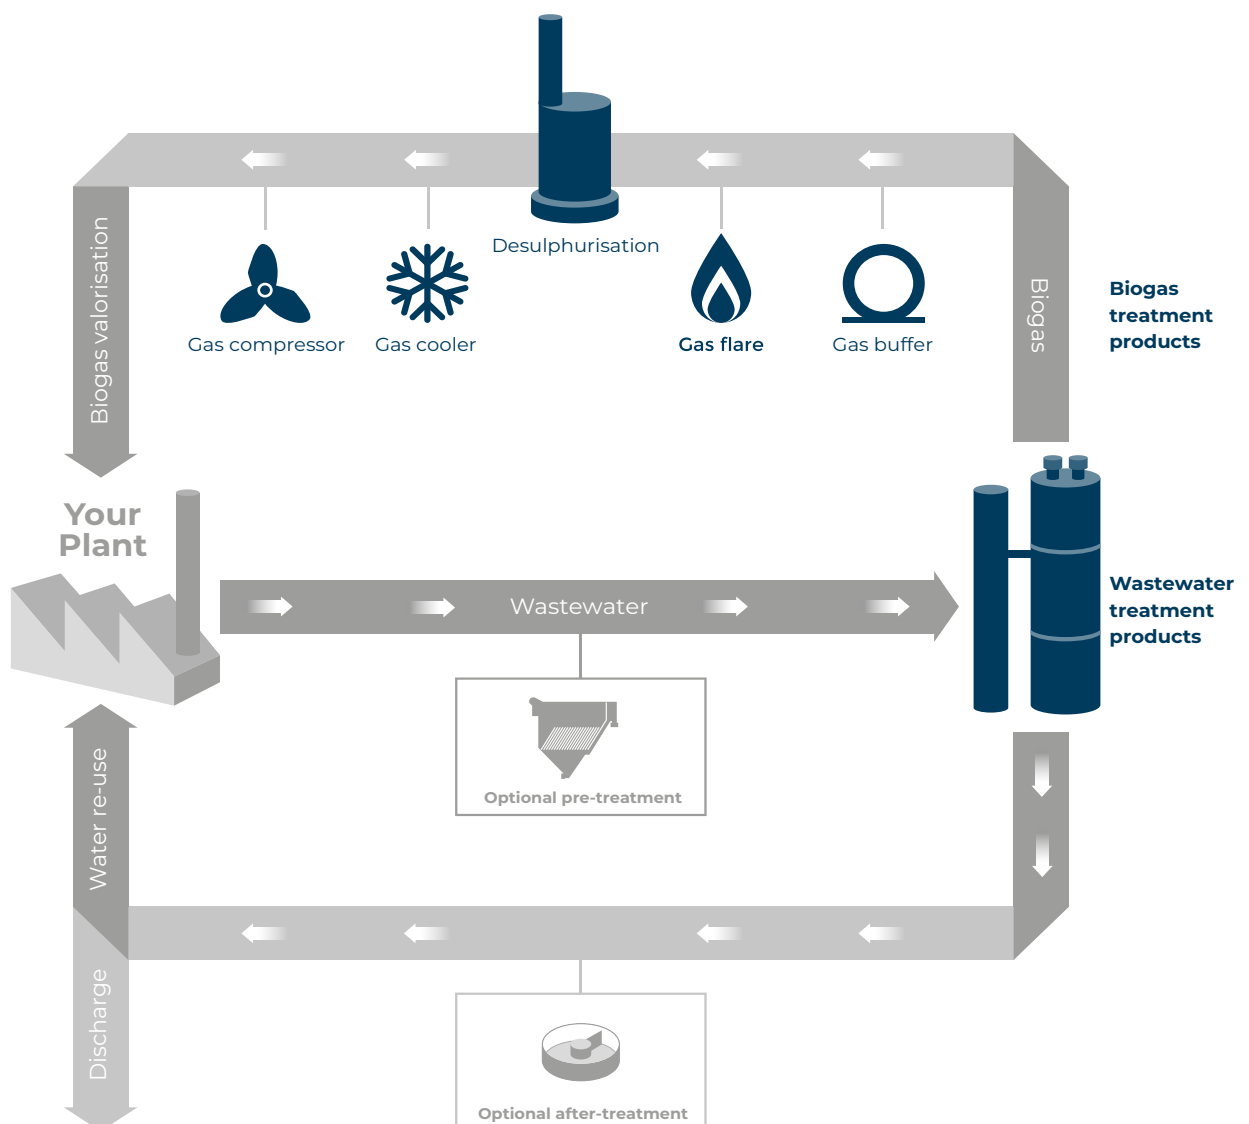 Desulphurisation
Gas compressor
Gas cooler
Gas flare
Gas buffer
Biogas valorisation
Biogas
Biogas
treatment
products
Your
Plant
Wastewater
Wastewater
treatment
products
Optional pre-treatment
Water re-use
Discharge
Optional after-treatment